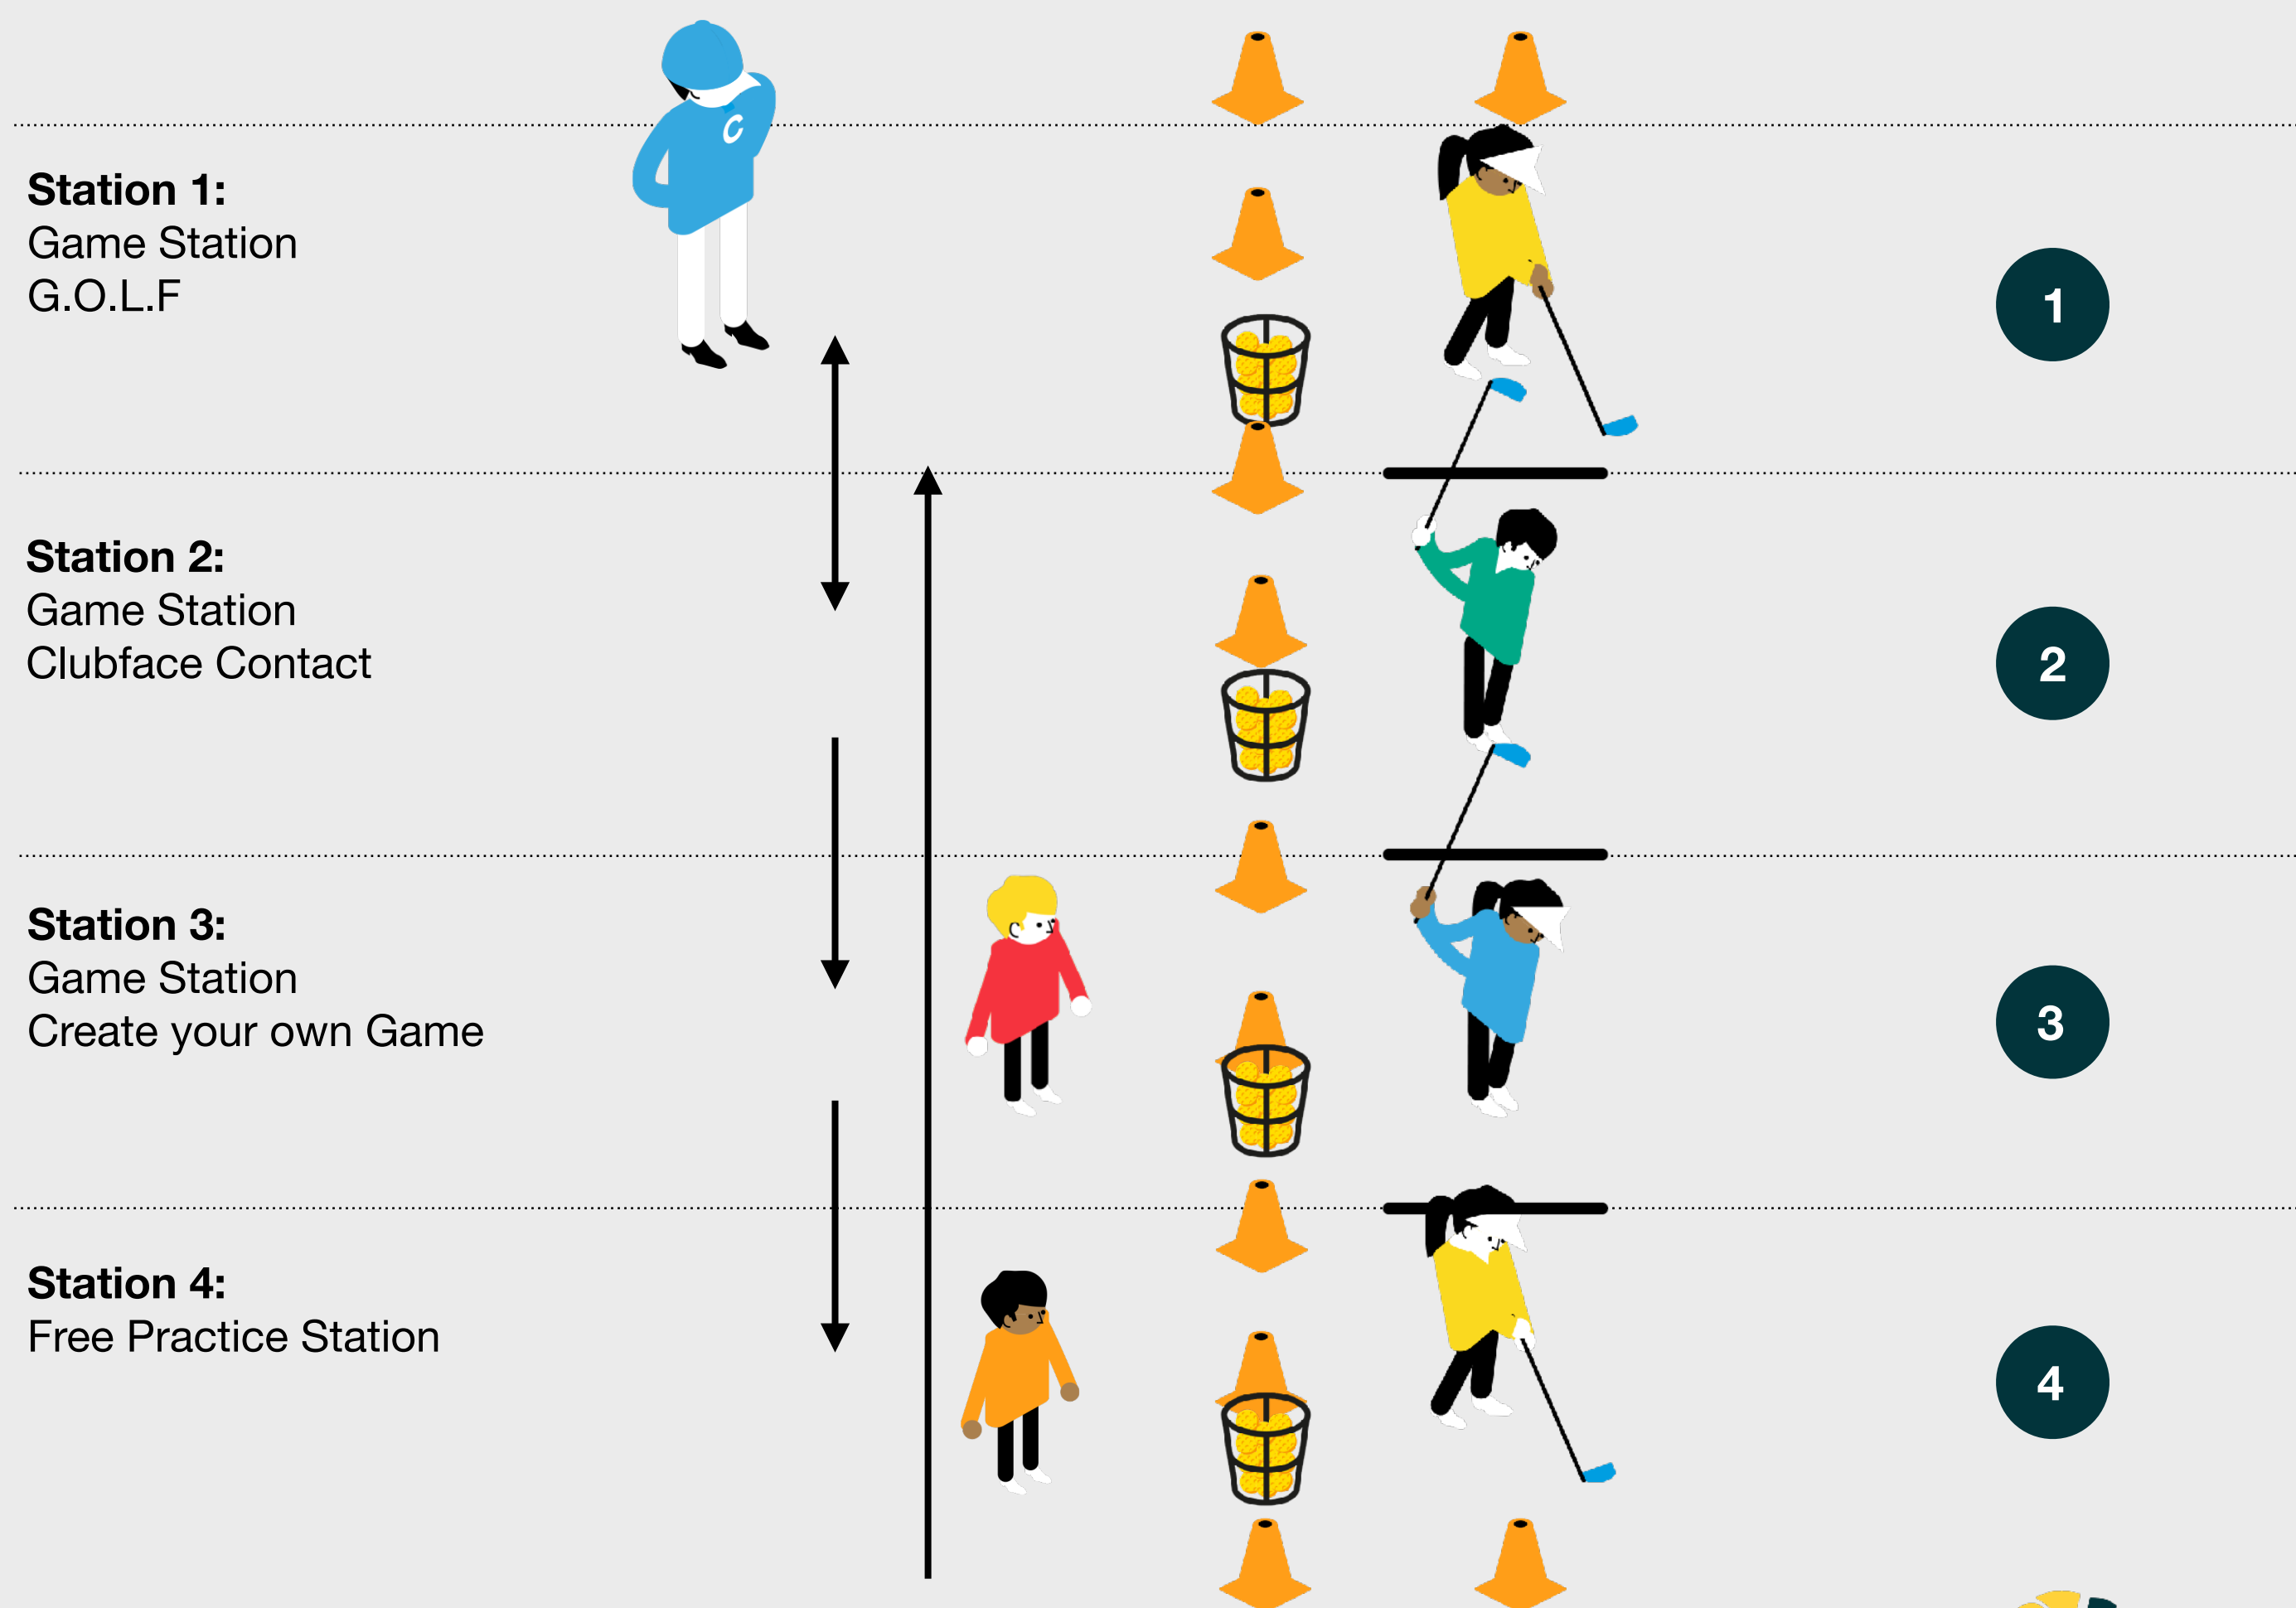 C
Station 1:
Game Station
G.O.L.F
1
Station 2:
Game Station
Clubface Contact
2
Station 3:
Game Station
Create your own Game
3
Station 4:
Free Practice Station
4